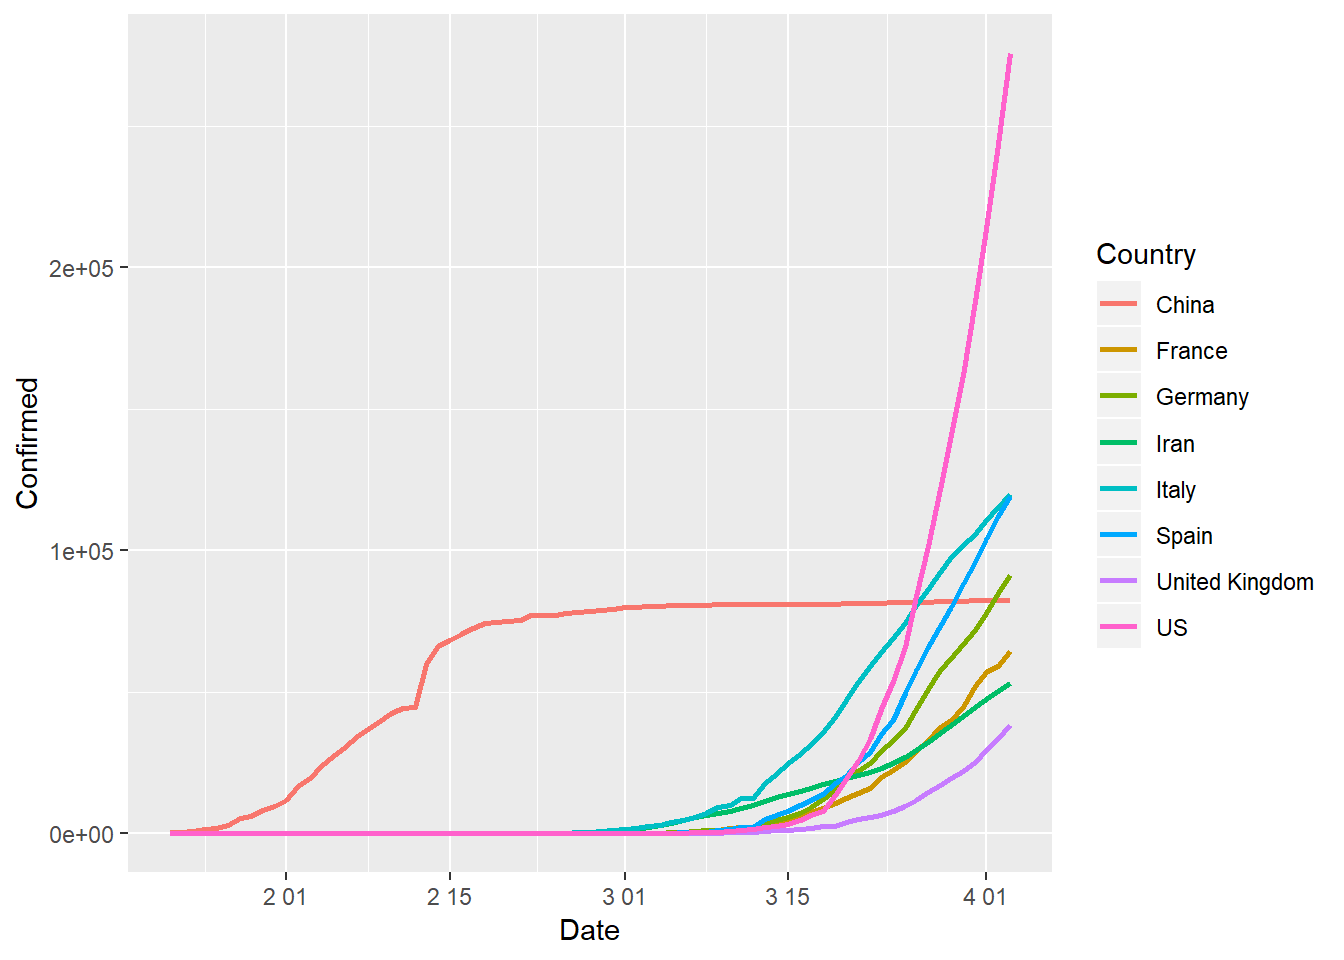 Confirmed
2e+05
1e+05
0e+00
2 01
2 15
3 01
3 15
4 01
Date
Country
China
France
Germany
Iran
Italy
Spain
United Kingdom
US